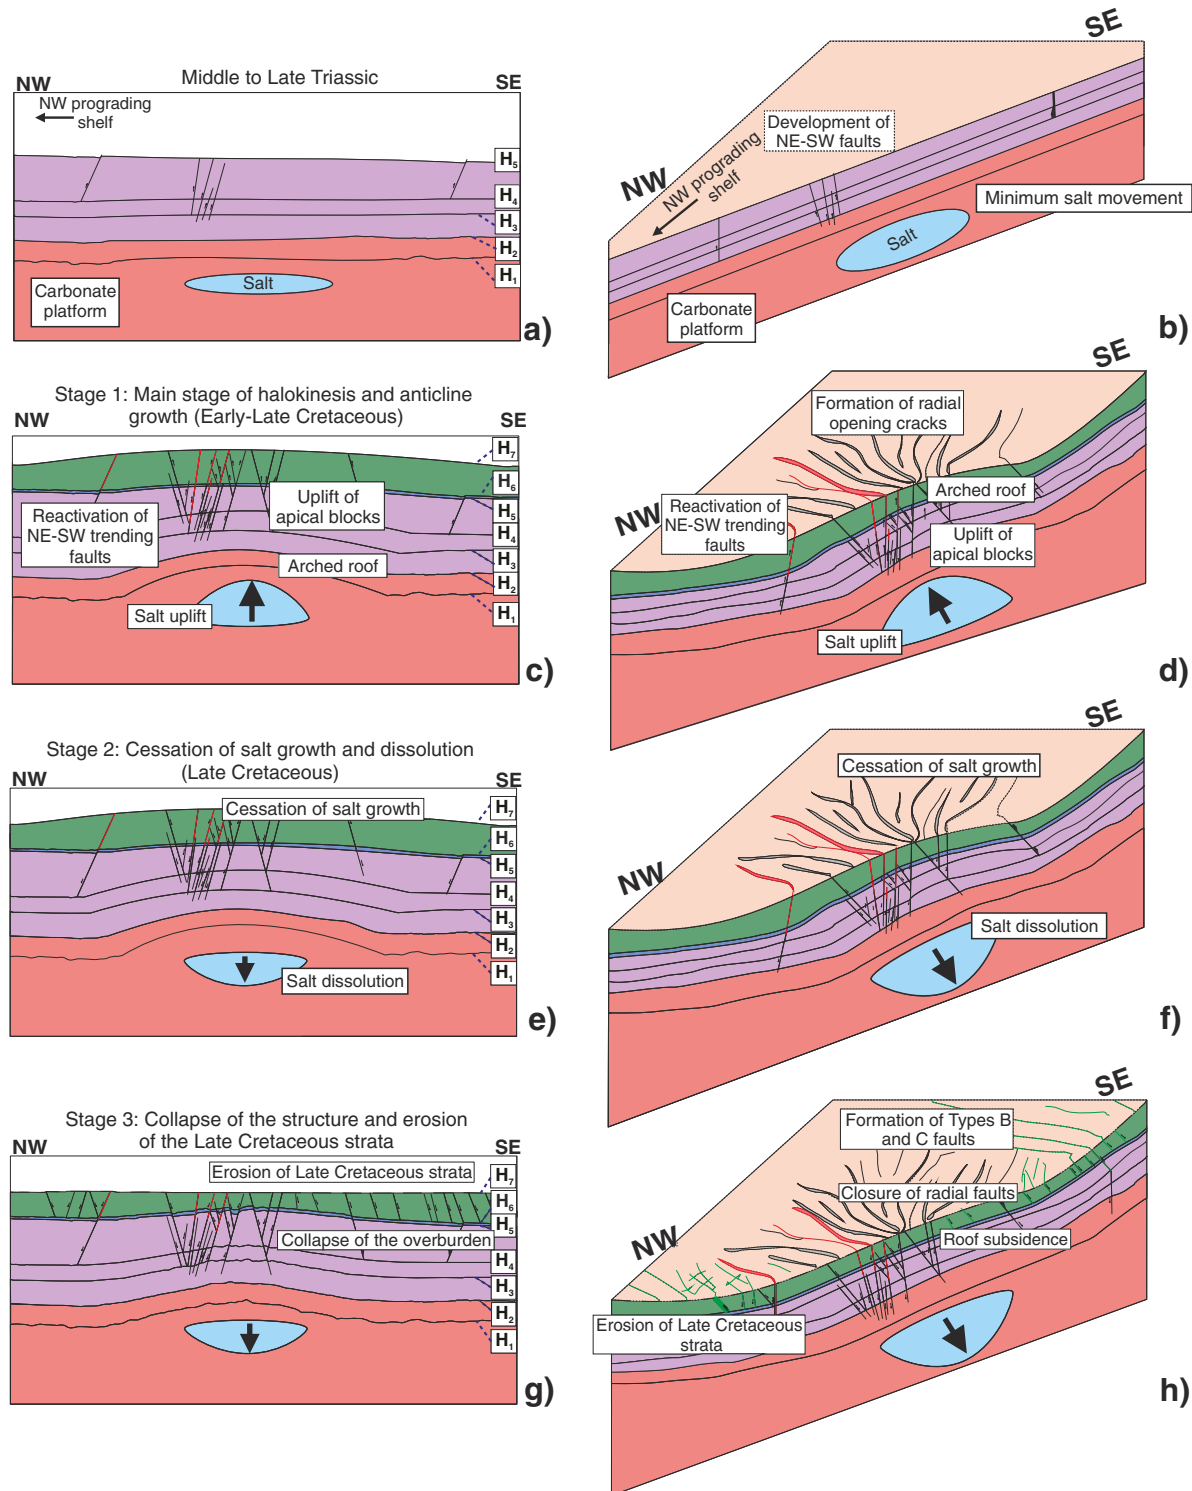 Middle to Late Triassic
NW
SE
NW prograding
shelf
H5
H4
H3
H2
H1
Carbonate
platform
Salt
a)
SE
NW
Development of
NE-SW faults
NW prograding
shelf
Minimum salt movement
Salt
Carbonate
platform
b)
Stage 1: Main stage of halokinesis and anticline
growth (Early-Late Cretaceous)
NW
SE
H7
H6
H5
H4
H3
H2
H1
Reactivation of
NE-SW trending
faults
Uplift of
apical blocks
Arched roof
Salt uplift
c)
SE
NW
Formation of radial
opening cracks
Reactivation of
NE-SW trending
faults
Arched roof
Uplift of
apical blocks
Salt uplift
d)
Stage 2: Cessation of salt growth and dissolution
(Late Cretaceous)
NW
SE
Cessation of salt growth
H7
H6
H5
H4
H3
H2
H1
Salt dissolution
e)
SE
NW
Cessation of salt growth
Salt dissolution
f)
Stage 3: Collapse of the structure and erosion
of the Late Cretaceous strata
NW
SE
Erosion of Late Cretaceous strata
H7
H6
H5
H4
H3
H2
H1
Collapse of the overburden
g)
SE
NW
Formation of Types B
and C faults
Closure of radial faults
Roof subsidence
Erosion of Late Cretaceous
strata
h)